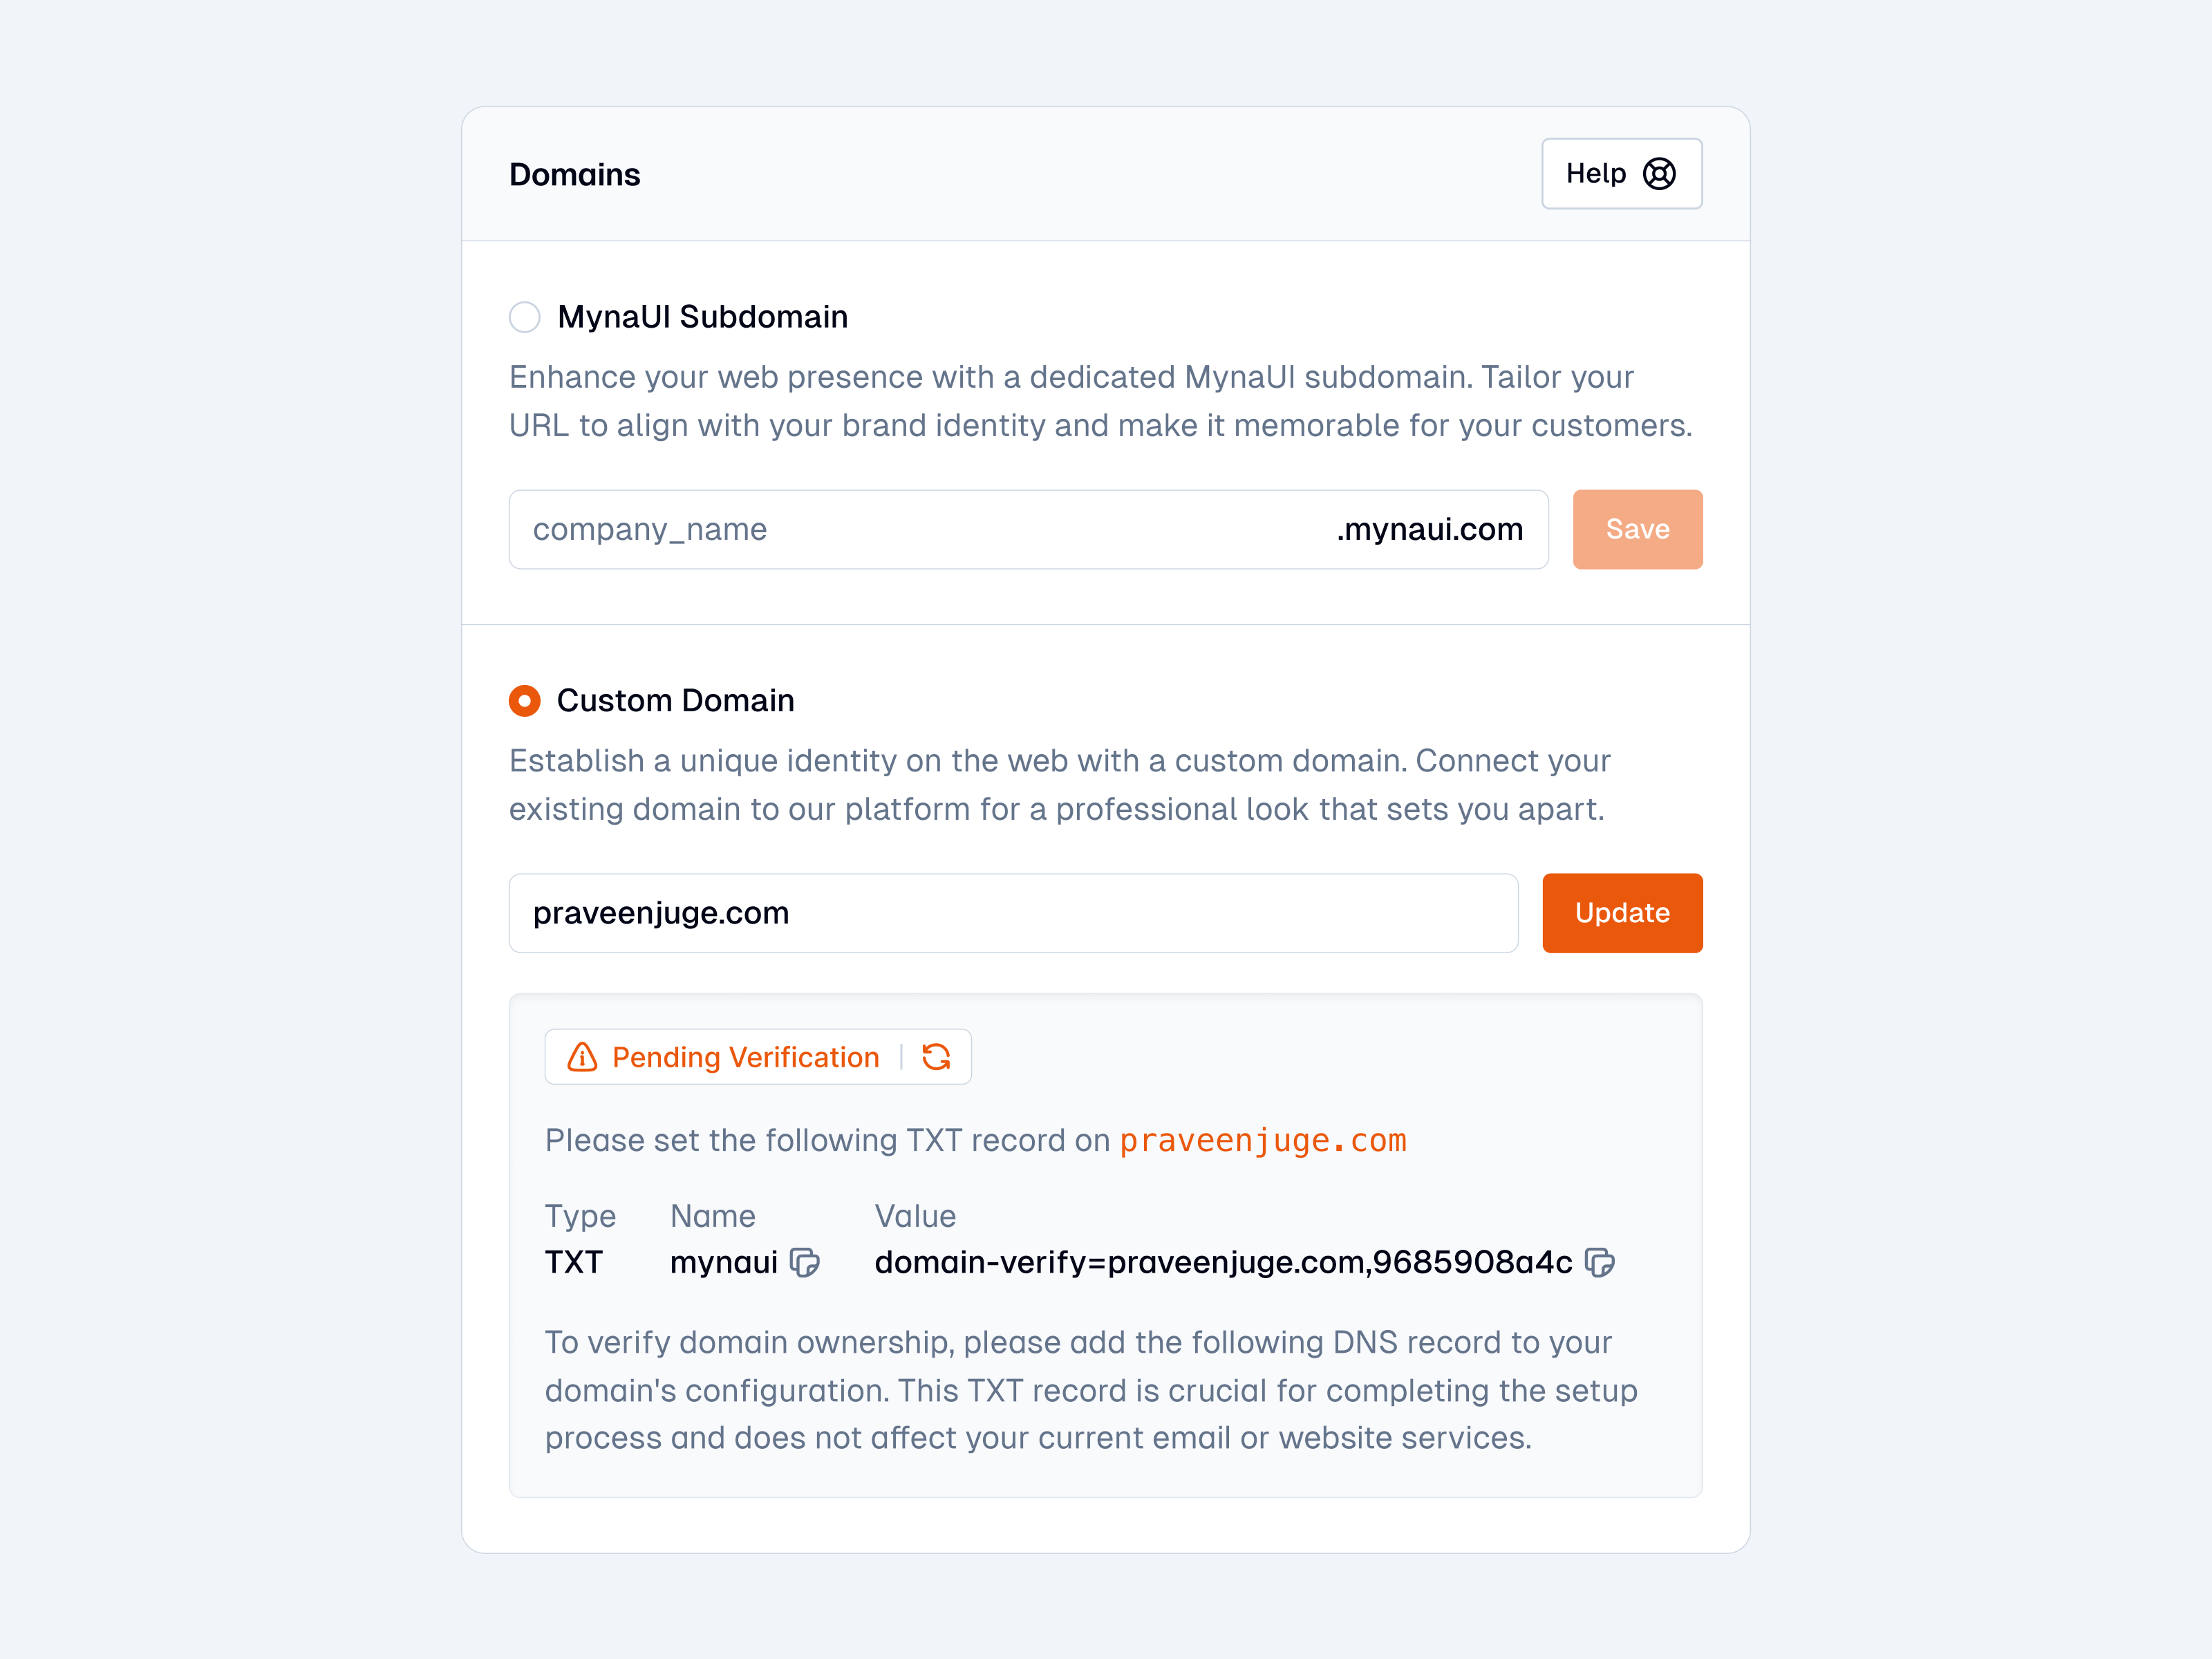 Domains
Help
MynaUI Subdomain
Enhance your web presence with a dedicated MynaUI subdomain. Tailor your
URL to align with your brand identity and make it memorable for your customers.
company_name .mynaui.com Save
Custom Domain
Establish a unique identity on the web with a custom domain. Connect your
existing domain to our platform for a professional look that sets you apart.
praveenjuge.com Update
Pending Verification
Please set the following TXT record on praveenjuge.com
Type Name Value
TXT mynaui domain-verify=praveenjuge.com,9685908a4c
To verify domain ownership, please add the following DNS record to your
domain's configuration. This TXT record is crucial for completing the setup
process and does not affect your current email or website services.